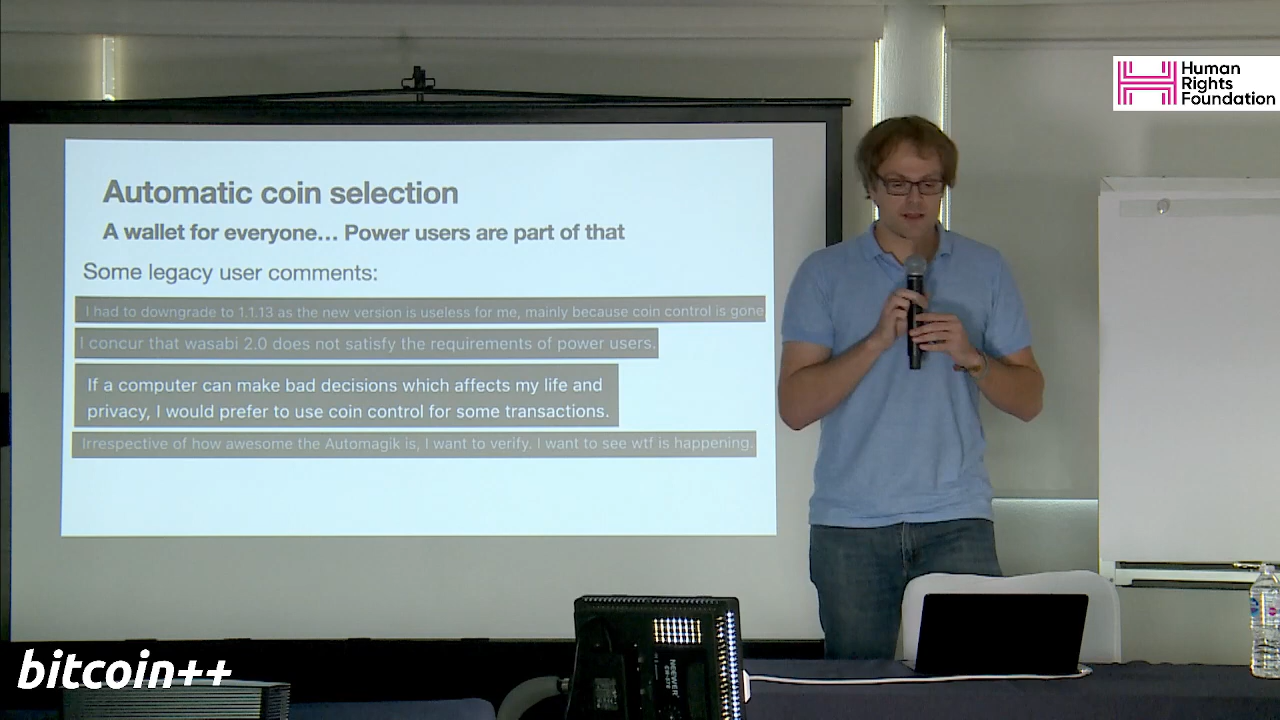 Human
Rights
Foundation
Automatic coin selection
A wallet for everyone... Power users are part of that
Some legacy user comments:
I had to downgrade to 1.1.13 as the new version is useless for me, mainly because coin control is gone
I concur that wasabi 2.0 does not satisfy the requirements of power users.
If a computer can make bad decisions which affects my life and
privacy, I would prefer to use coin control for some transactions.
Irrespective of how awesome the Automagik is, I want to verify. I want to see wtf is happening.
NEEWER
bitcoin++